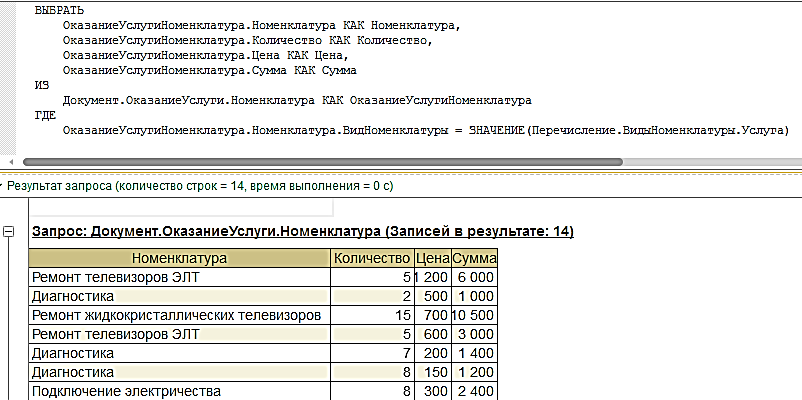 ВЫБРАТЬ
ОказаниеУслугиНоменклатура.Номенклатура КАК Номенклатура,
ОказаниеУслугиНоменклатура.Количество КАК Количество,
ОказаниеУслугиНоменклатура.Цена КАК Цена,
ОказаниеУслугиНоменклатура.Сумма КАК Сумма
ИЗ
Документ.ОказаниеУслуги.Номенклатура КАК ОказаниеУслугиНоменклатура
ГДЕ
ОказаниеУслугиНоменклатура.Номенклатура.ВидНоменклатуры = ЗНАЧЕНИЕ(Перечисление.ВидыНоменклатуры.Услуга)
Результат запроса (количество строк = 14, время выполнения = 0 с)
Запрос: Документ.ОказаниеУслуги.Номенклатура (Записей в результате: 14)
Номенклатура Количество Цена Сумма
Ремонт телевизоров ЭЛТ 5 1 200 6 000
Диагностика 2 500 1 000
Ремонт жидкокристаллических телевизоров 15 700 10 500
Ремонт телевизоров ЭЛТ 5 600 3 000
Диагностика 7 200 1 400
Диагностика 8 150 1 200
Подключение электричества 8 300 2 400